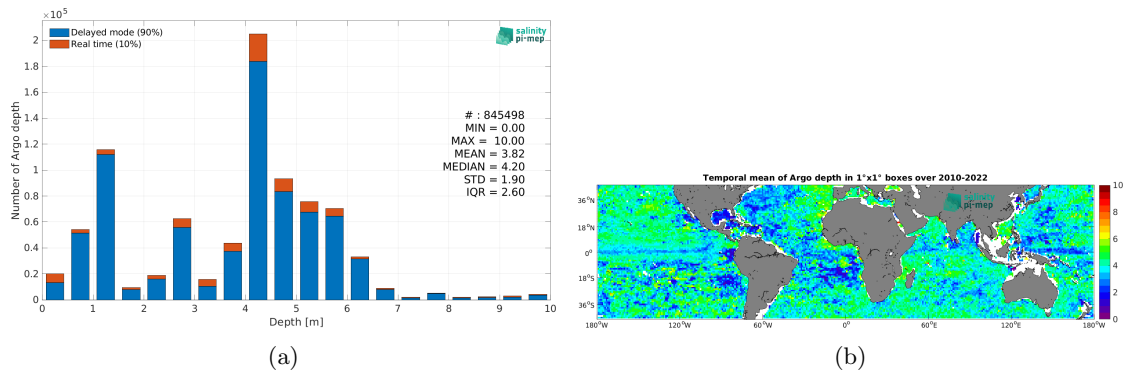 ×10⁵
Delayed mode (90%)
Real time (10%)
salinity
pi-mep
# : 845498
MIN = 0.00
MAX = 10.00
MEAN = 3.82
MEDIAN = 4.20
STD = 1.90
IQR = 2.60
Number of Argo depth
2
1.8
1.6
1.4
1.2
1
0.8
0.6
0.4
0.2
0
0 1 2 3 4 5 6 7 8 9 10
Depth [m]
(a)
Temporal mean of Argo depth in 1°x1° boxes over 2010-2022
salinity
pi-mep
36°N
18°N
0°
18°S
36°S
180°W 120°W 60°W 0° 60°E 120°E 180°W
10
8
6
4
2
0
(b)